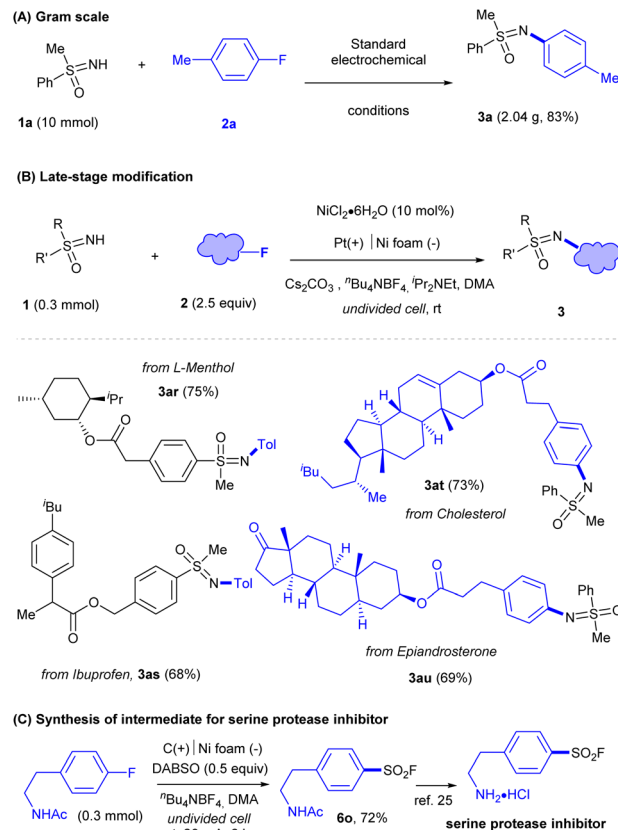 (A) Gram scale
Me
S
NH
Ph
O
1a (10 mmol)
+
Me
F
2a
Standard
electrochemical
conditions
Me
S
N
Ph
O
Me
3a (2.04 g, 83%)
(B) Late-stage modification
R
S
NH
R'
O
1 (0.3 mmol)
+
F
2 (2.5 equiv)
NiCl2•6H2O (10 mol%)
Pt(+) | Ni foam (-)
Cs2CO3 , nBu4NBF4, iPr2NEt, DMA
undivided cell, rt
R
S
N
R'
O
3
from L-Menthol
3ar (75%)
Me
iPr
O
O
O
S
N
Tol
Me
O
O
H
H
H
iBu
Me
3at (73%)
from Cholesterol
N
Ph
S
O
Me
iBu
Me
O
O
O
Me
S
N
Tol
from Ibuprofen, 3as (68%)
O
H
H
H
H
O
O
Ph
N
S
O
Me
from Epiandrosterone
3au (69%)
(C) Synthesis of intermediate for serine protease inhibitor
F
NHAc
(0.3 mmol)
C(+) | Ni foam (-)
DABSO (0.5 equiv)
nBu4NBF4, DMA
undivided cell
SO2F
NHAc
6o, 72%
ref. 25
SO2F
NH2•HCl
serine protease inhibitor